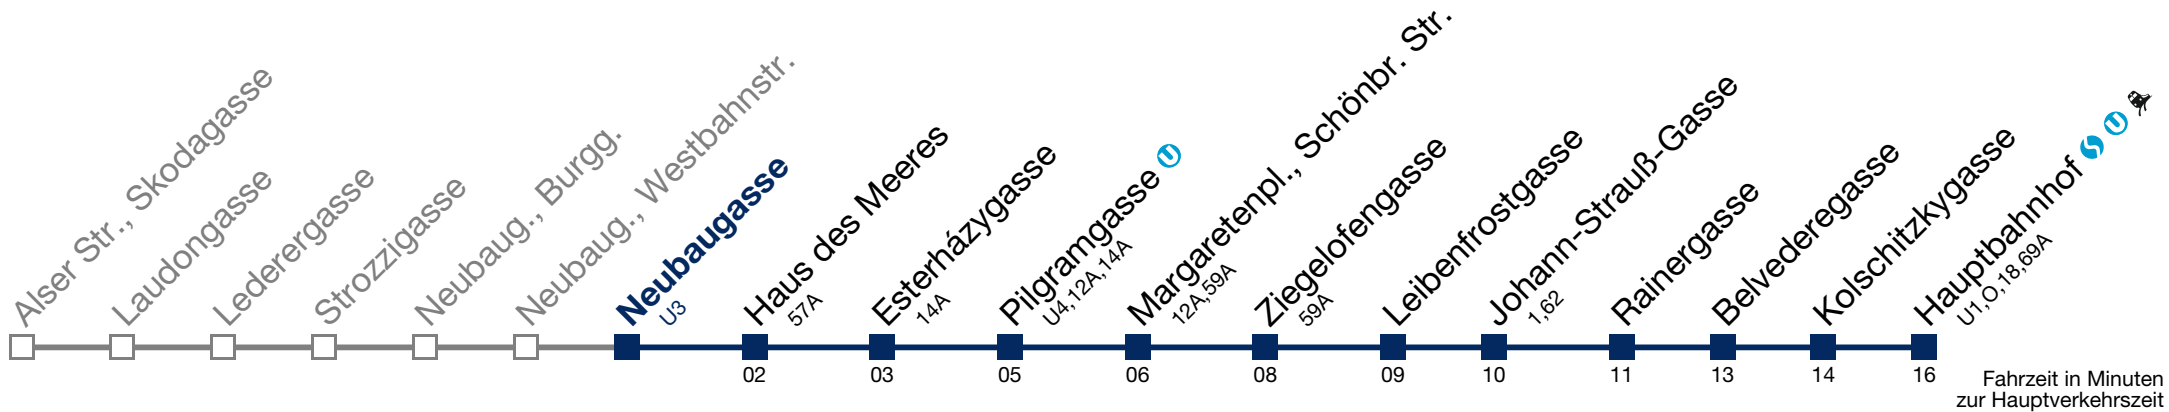 Alser Str., Skodagasse
Laudongasse
Lederergasse
Strozzigasse
Neubaug., Burgg.
Neubaug., Westbahnstr.
Neubaugasse
U3
Haus des Meeres
57A
Esterházygasse
14A
Pilgramgasse U
U4,12A,14A
Margaretenpl., Schönbr. Str.
12A,59A
Ziegelofengasse
59A
Leibenfrostgasse
Johann-Strauß-Gasse
1,62
Rainergasse
Belvederegasse
Kolschitzkygasse
Hauptbahnhof S U
U1,O,18,69A
02 03 05 06 08 09 10 11 13 14 16
Fahrzeit in Minuten
zur Hauptverkehrszeit